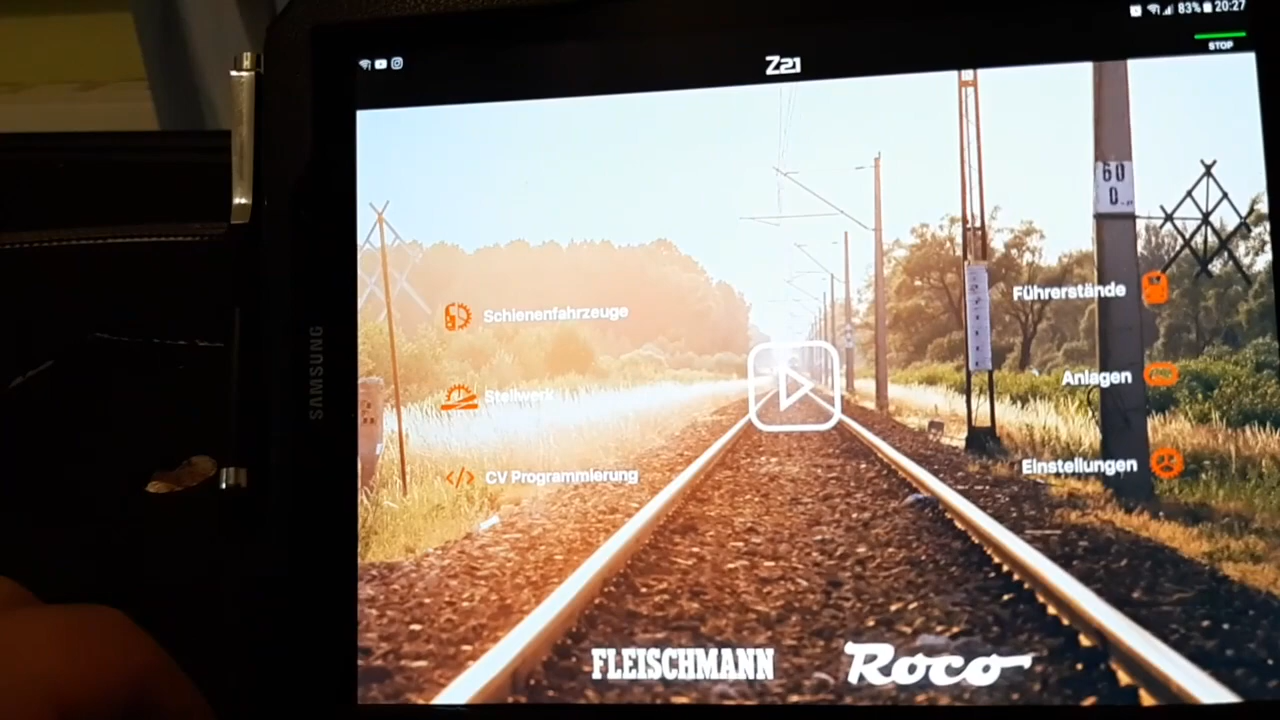 83% 20:27
STOP
Z21
SAMSUNG
60
0
Schienenfahrzeuge
Stellwerk
CV Programmierung
Führerstände
Anlagen
Einstellungen
FLEISCHMANN
Roco